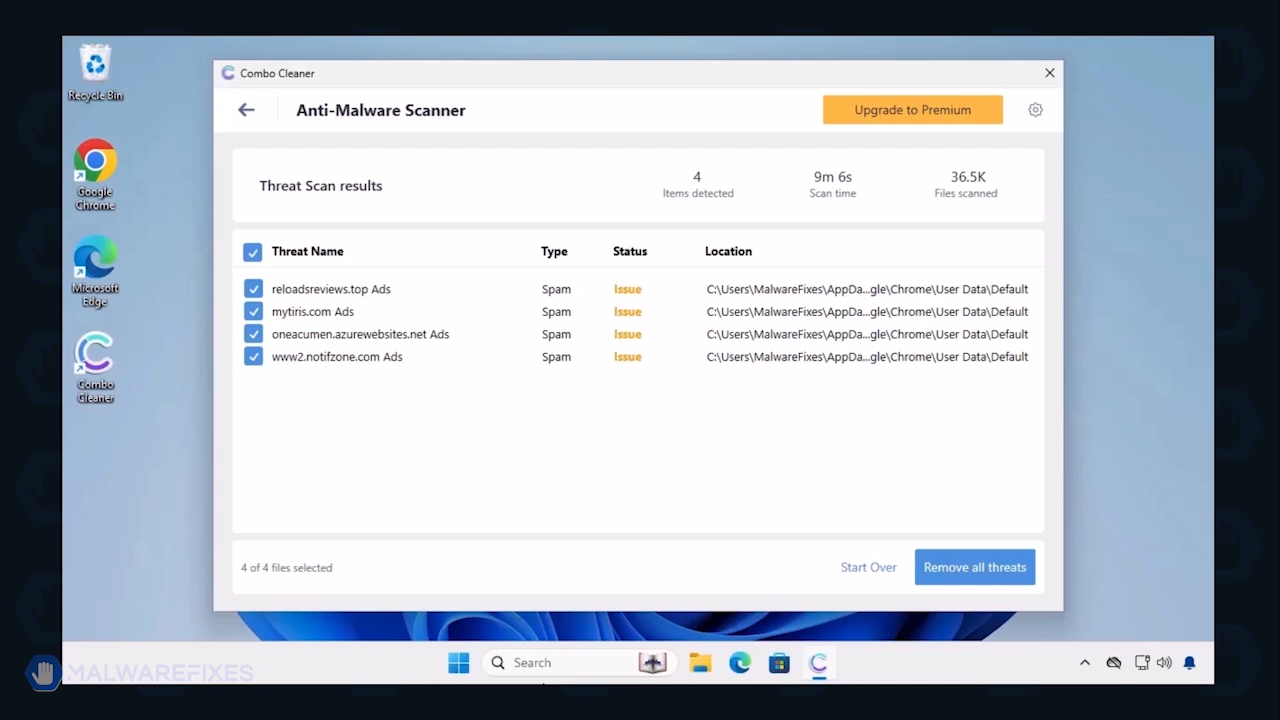 Recycle Bin
Google
Chrome
Microsoft
Edge
Combo
Cleaner
Combo Cleaner
Anti-Malware Scanner
Upgrade to Premium
Threat Scan results
4
Items detected
9m 6s
Scan time
36.5K
Files scanned
Threat Name Type Status Location
reloadsreviews.top Ads Spam Issue C:\Users\MalwareFixes\AppDa...gle\Chrome\User Data\Default
mytiris.com Ads Spam Issue C:\Users\MalwareFixes\AppDa...gle\Chrome\User Data\Default
oneacumen.azurewebsites.net Ads Spam Issue C:\Users\MalwareFixes\AppDa...gle\Chrome\User Data\Default
www2.notifzone.com Ads Spam Issue C:\Users\MalwareFixes\AppDa...gle\Chrome\User Data\Default
4 of 4 files selected
Start Over
Remove all threats
Search
MALWAREFIXES